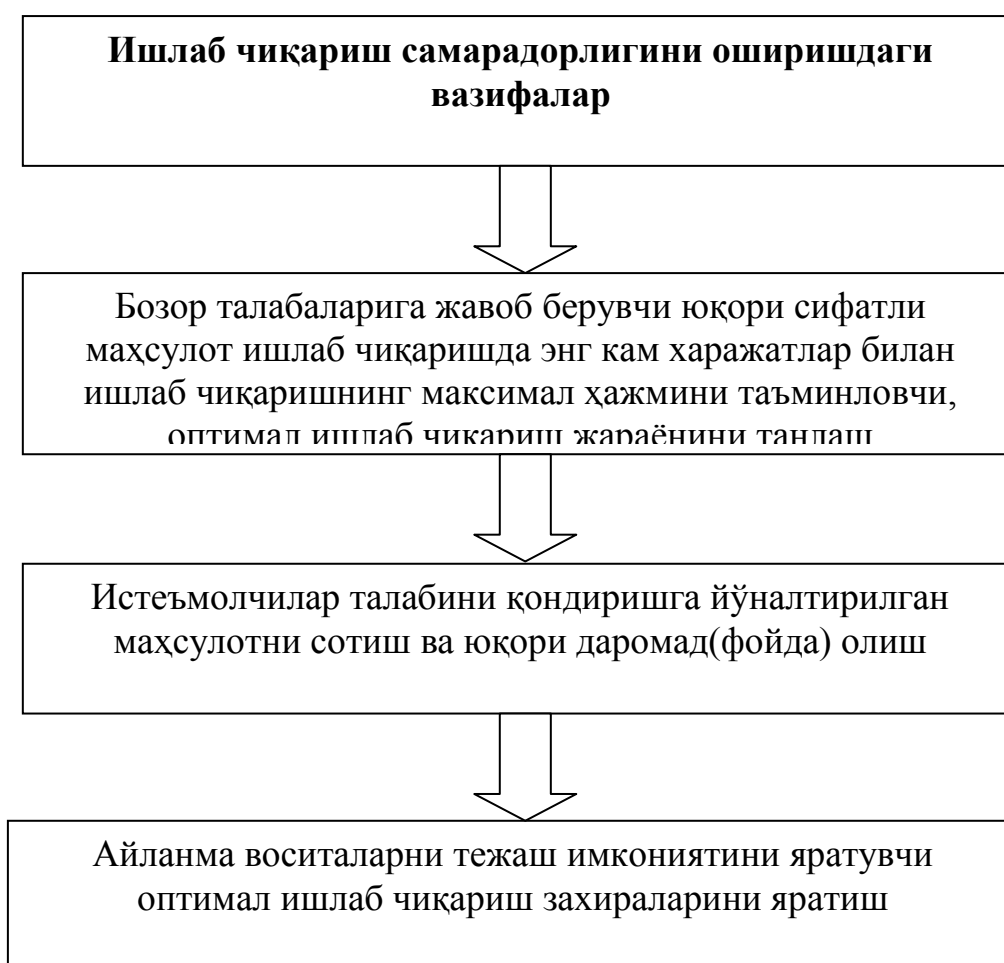 Ишлаб чиқариш самарадорлигини оширишдаги
вазифалар
Бозор талабаларига жавоб берувчи юқори сифатли
маҳсулот ишлаб чиқаришда энг кам харажатлар билан
ишлаб чиқаришнинг максимал ҳажмини таъминловчи,
оптимал ишлаб чиқариш жараёнини танлаш
Истеъмолчилар талабини қондиришга йўналтирилган
маҳсулотни сотиш ва юқори даромад(фойда) олиш
Айланма воситаларни тежаш имкониятини яратувчи
оптимал ишлаб чиқариш захираларини яратиш